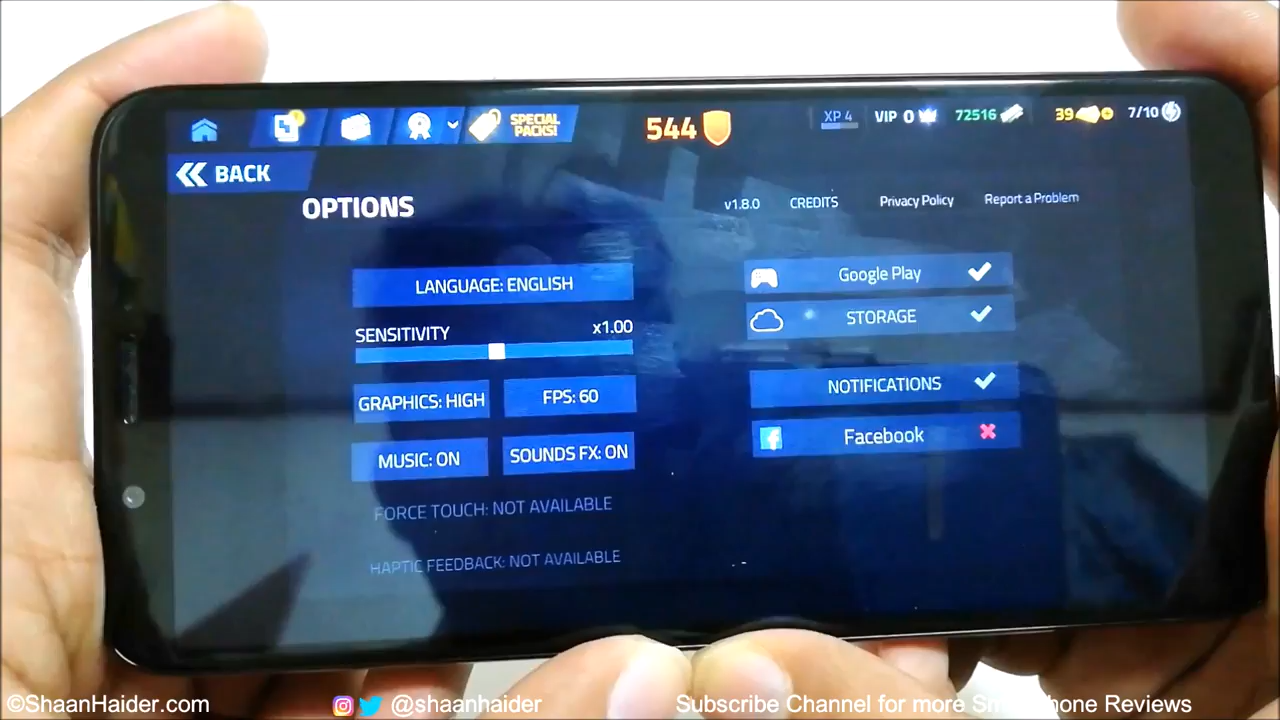 SPECIAL PACKS!
544
XP 4
VIP 0
72516
39
7/10
BACK
OPTIONS
v1.8.0
CREDITS
Privacy Policy
Report a Problem
LANGUAGE: ENGLISH
SENSITIVITY
x1.00
GRAPHICS: HIGH
FPS: 60
MUSIC: ON
SOUNDS FX: ON
FORCE TOUCH: NOT AVAILABLE
HAPTIC FEEDBACK: NOT AVAILABLE
Google Play
STORAGE
NOTIFICATIONS
Facebook
©ShaanHaider.com
@shaanhaider
Subscribe Channel for more Smartphone Reviews